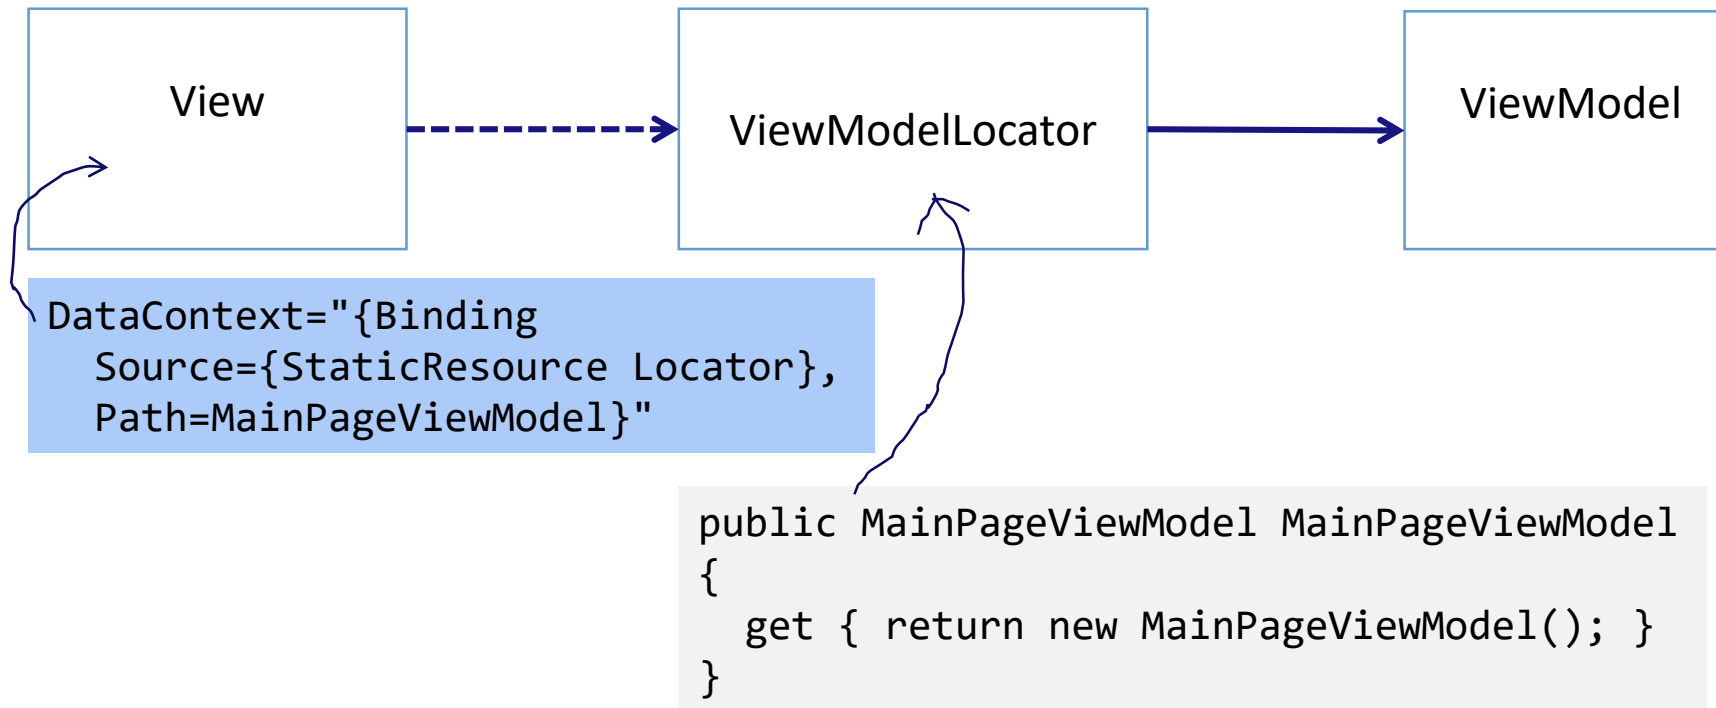 View
ViewModelLocator
ViewModel
DataContext="{Binding
  Source={StaticResource Locator},
  Path=MainPageViewModel}"
public MainPageViewModel MainPageViewModel
{
  get { return new MainPageViewModel(); }
}